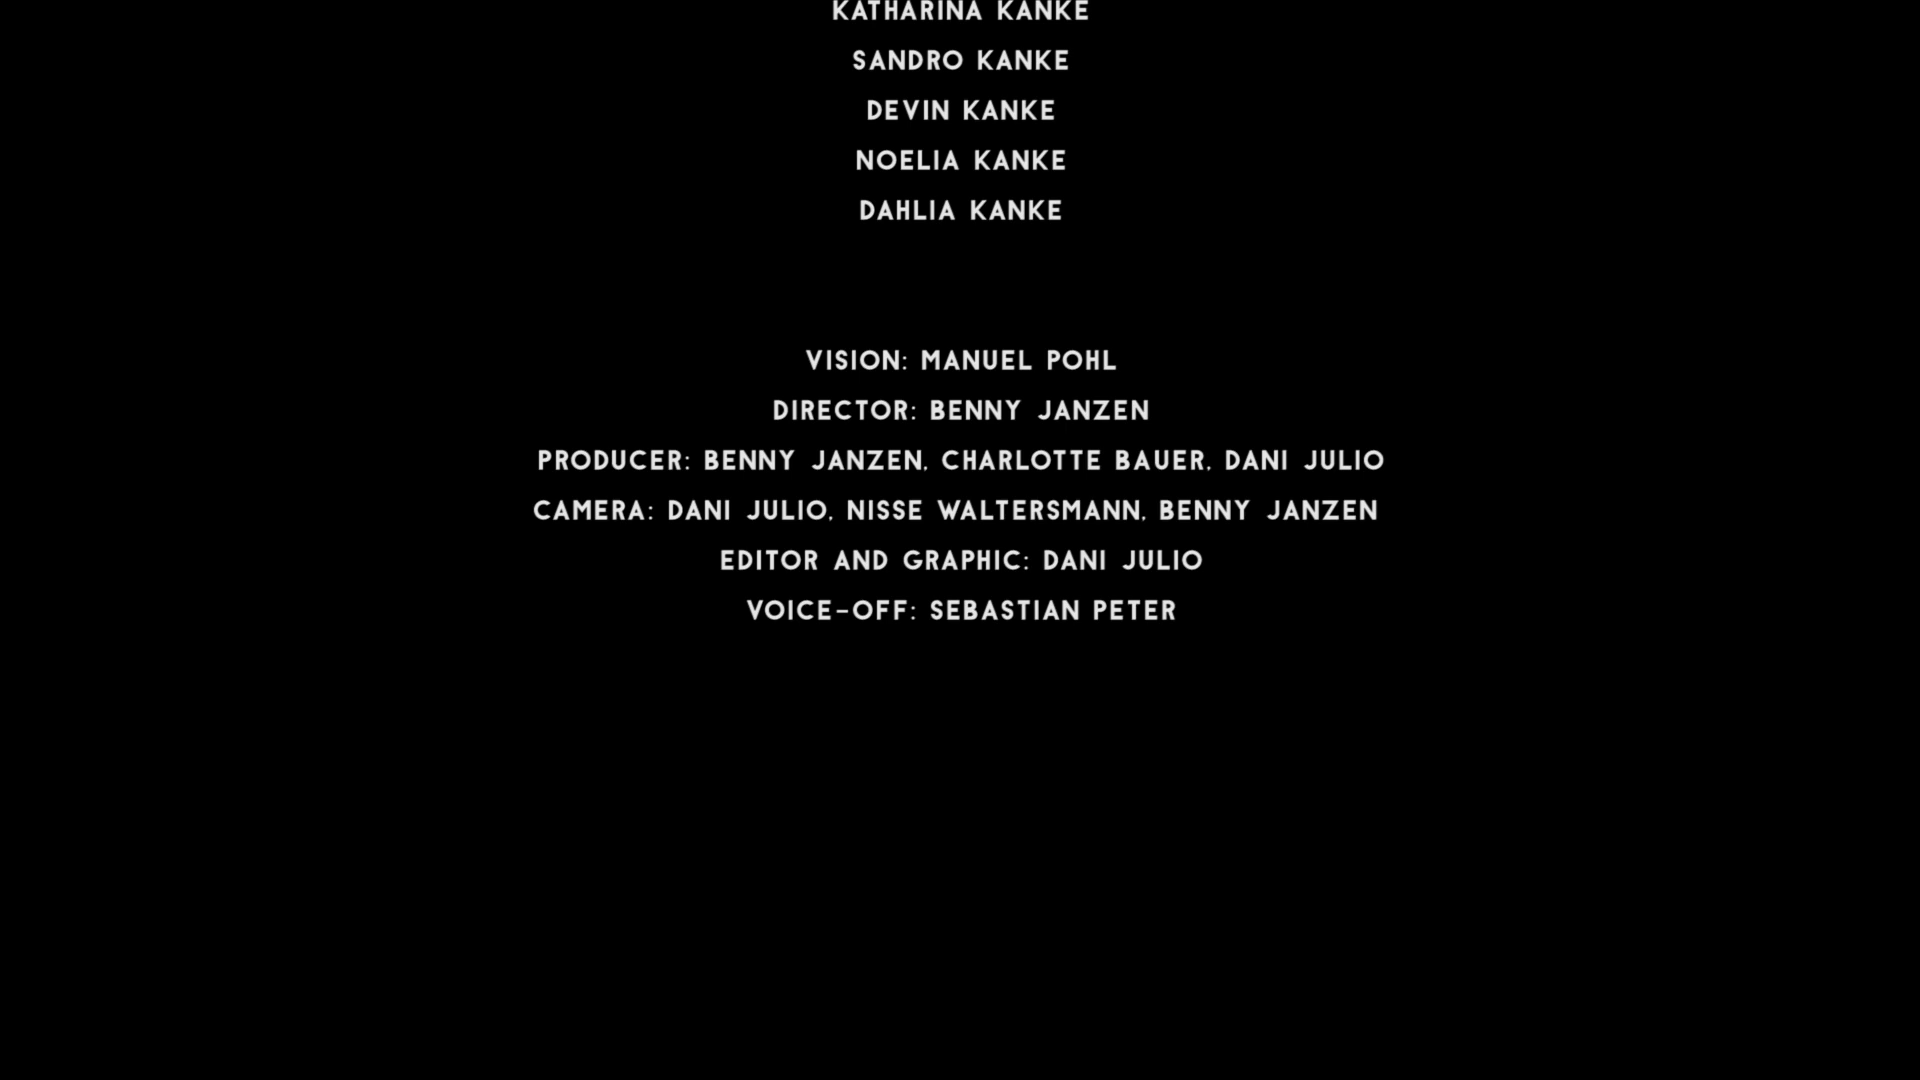 KATHARINA KANKE
SANDRO KANKE
DEVIN KANKE
NOELIA KANKE
DAHLIA KANKE
VISION: MANUEL POHL
DIRECTOR: BENNY JANZEN
PRODUCER: BENNY JANZEN, CHARLOTTE BAUER, DANI JULIO
CAMERA: DANI JULIO, NISSE WALTERSMANN, BENNY JANZEN
EDITOR AND GRAPHIC: DANI JULIO
VOICE-OFF: SEBASTIAN PETER